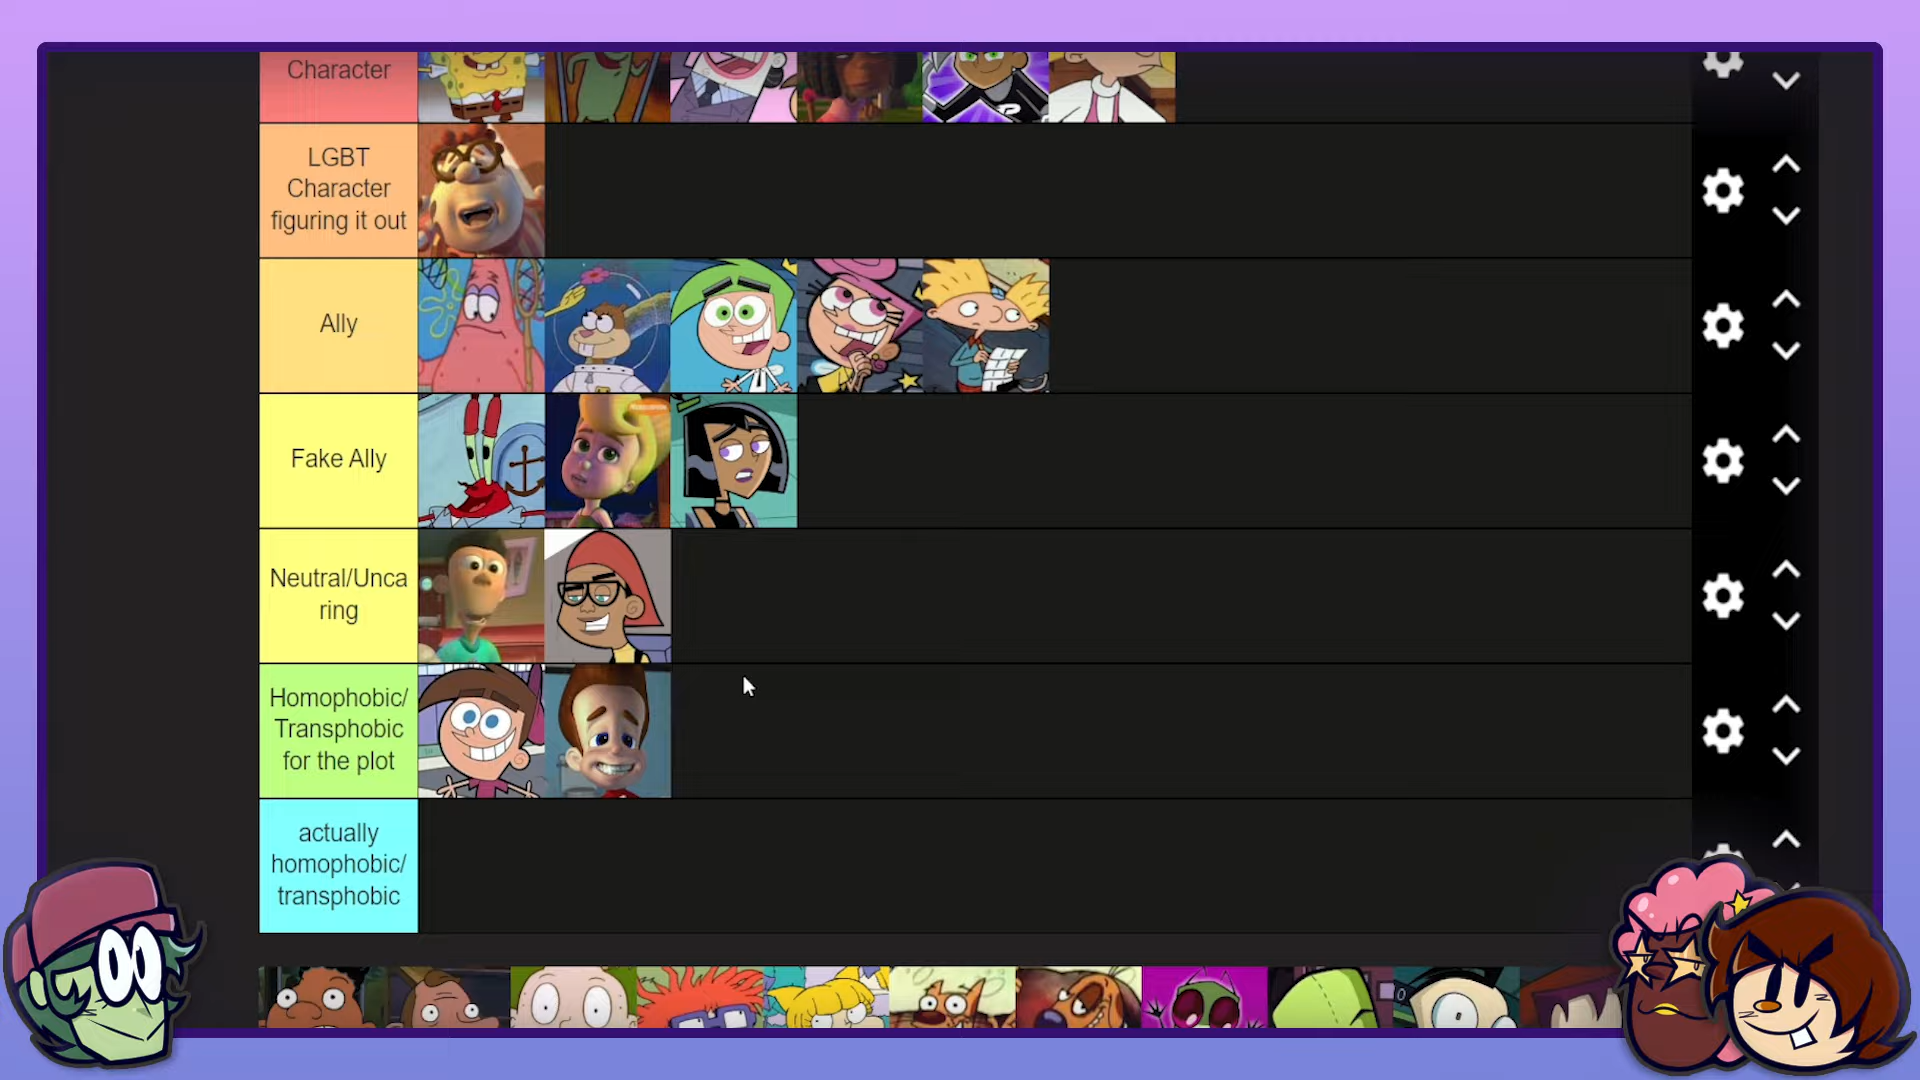 Character
LGBT
Character
figuring it out
Ally
Fake Ally
Neutral/Unca
ring
Homophobic/
Transphobic
for the plot
actually
homophobic/
transphobic